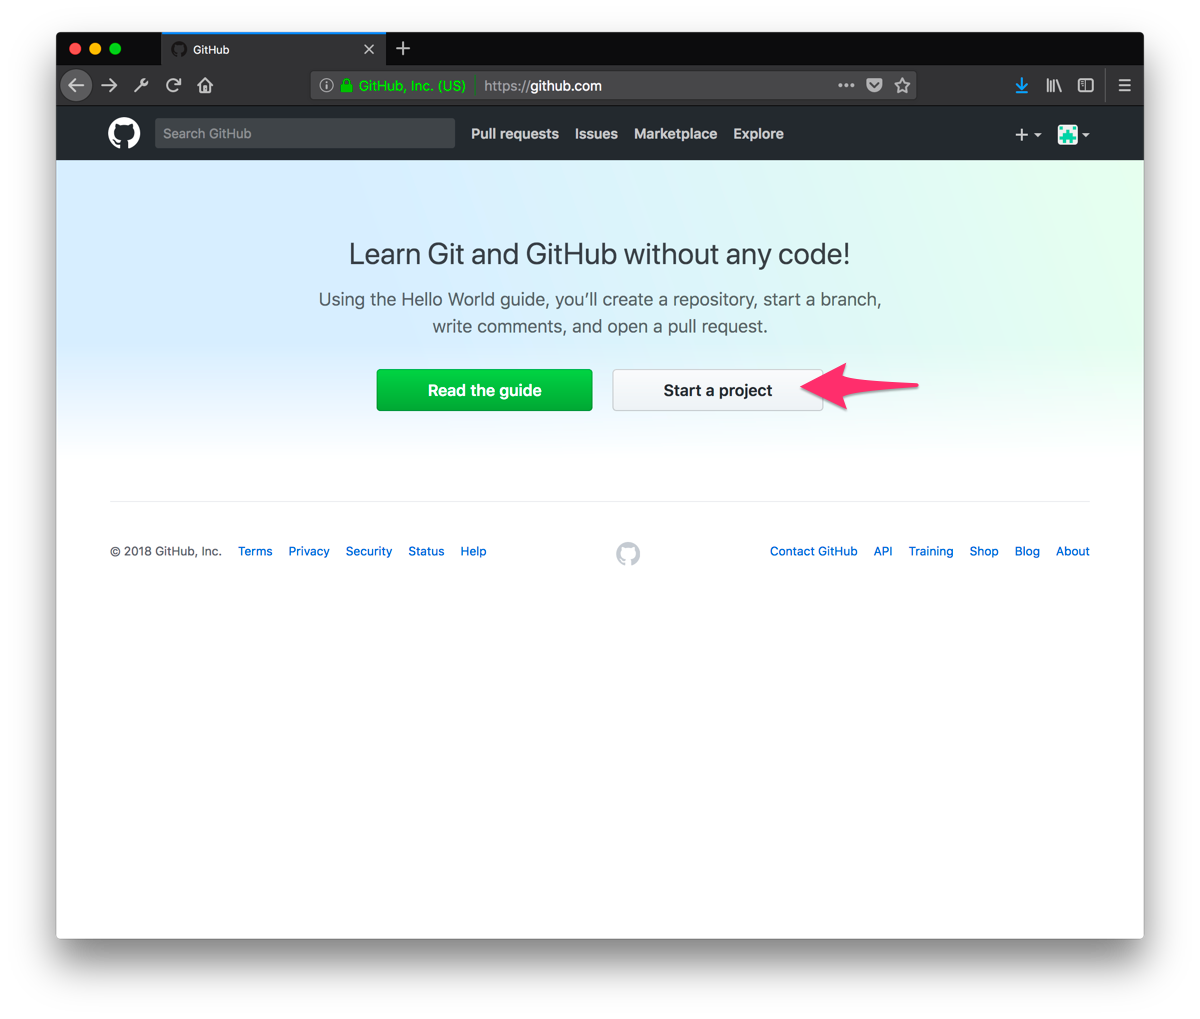 GitHub
GitHub, Inc. (US) https://github.com
Search GitHub Pull requests Issues Marketplace Explore
Learn Git and GitHub without any code!
Using the Hello World guide, you’ll create a repository, start a branch,
write comments, and open a pull request.
Read the guide Start a project
© 2018 GitHub, Inc. Terms Privacy Security Status Help Contact GitHub API Training Shop Blog About